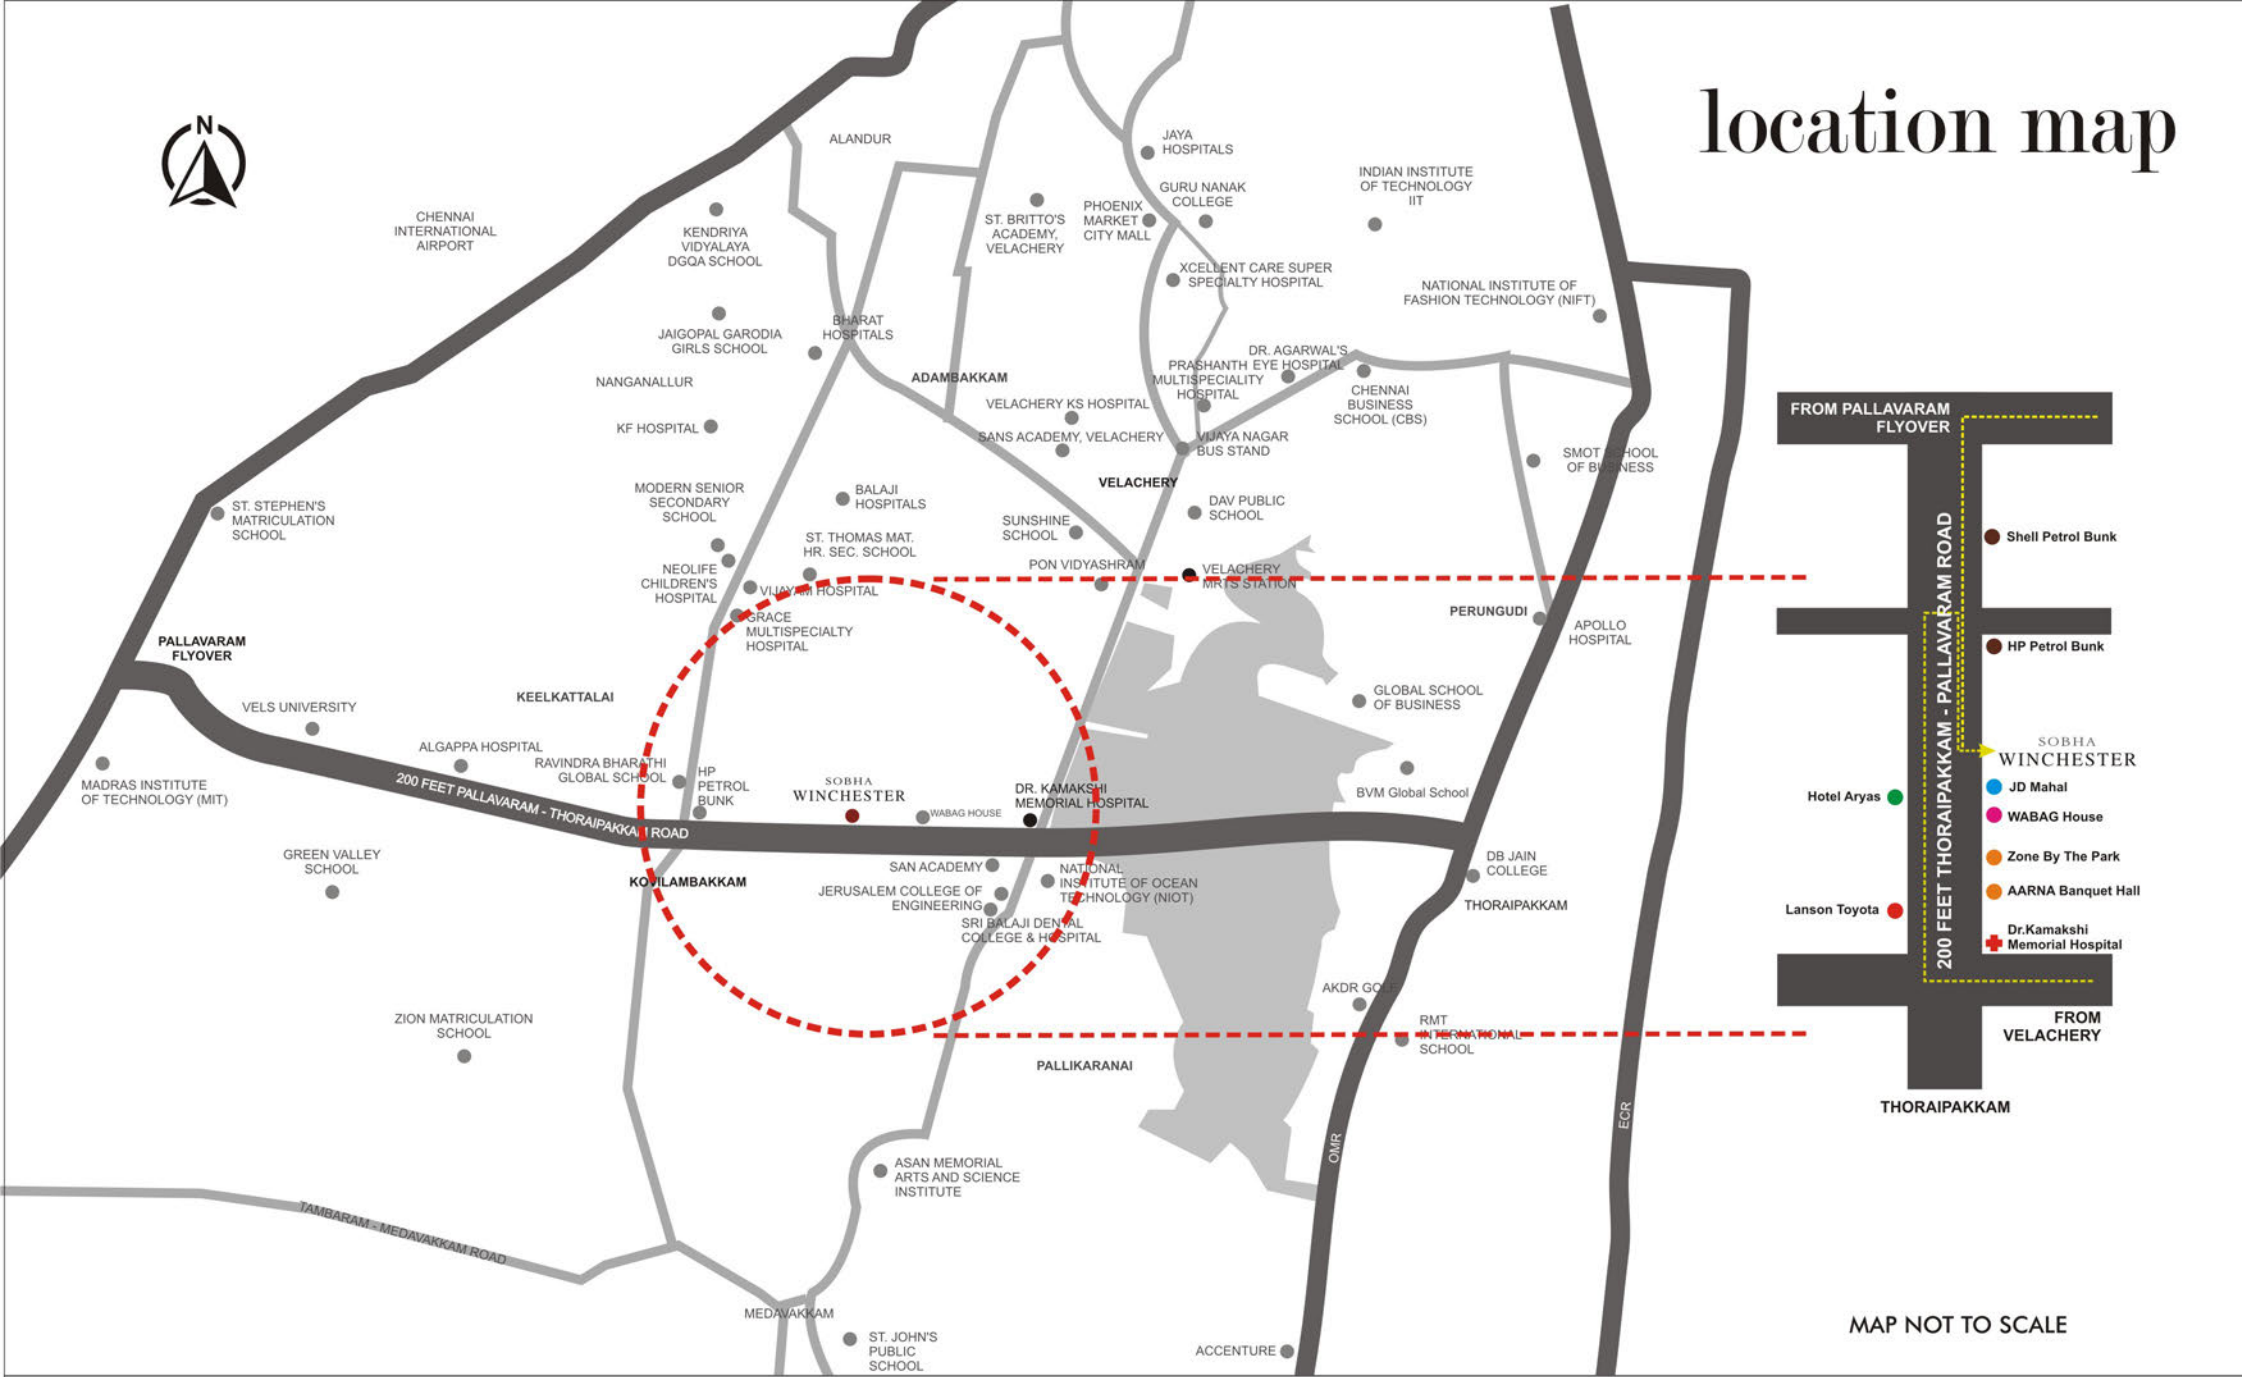 location map
N
ALANDUR
JAYA
HOSPITALS
INDIAN INSTITUTE
OF TECHNOLOGY
IIT
GURU NANAK
COLLEGE
PHOENIX
MARKET
CITY MALL
ST. BRITTO'S
ACADEMY,
VELACHERY
CHENNAI
INTERNATIONAL
AIRPORT
KENDRIYA
VIDYALAYA
DGQA SCHOOL
XCELLENT CARE SUPER
SPECIALTY HOSPITAL
NATIONAL INSTITUTE OF
FASHION TECHNOLOGY (NIFT)
JAIGOPAL GARODIA
GIRLS SCHOOL
BHARAT
HOSPITALS
DR. AGARWAL'S
EYE HOSPITAL
PRASHANTH
MULTISPECIALITY
HOSPITAL
NANGANALLUR
ADAMBAKKAM
CHENNAI
BUSINESS
SCHOOL (CBS)
VELACHERY KS HOSPITAL
KF HOSPITAL
SANS ACADEMY, VELACHERY
VIJAYA NAGAR
BUS STAND
SMOT SCHOOL
OF BUSINESS
VELACHERY
MODERN SENIOR
SECONDARY
SCHOOL
BALAJI
HOSPITALS
DAV PUBLIC
SCHOOL
ST. STEPHEN'S
MATRICULATION
SCHOOL
SUNSHINE
SCHOOL
ST. THOMAS MAT.
HR. SEC. SCHOOL
PON VIDYASHRAM
VELACHERY
MRTS STATION
NEOLIFE
CHILDREN'S
HOSPITAL
VIJAYAM HOSPITAL
GRACE
MULTISPECIALTY
HOSPITAL
PERUNGUDI
APOLLO
HOSPITAL
PALLAVARAM
FLYOVER
KEELKATTALAI
VELS UNIVERSITY
GLOBAL SCHOOL
OF BUSINESS
ALGAPPA HOSPITAL
RAVINDRA BHARATHI
GLOBAL SCHOOL
HP
PETROL
BUNK
SOBHA
WINCHESTER
WABAG HOUSE
DR. KAMAKSHI
MEMORIAL HOSPITAL
BVM Global School
MADRAS INSTITUTE
OF TECHNOLOGY (MIT)
200 FEET PALLAVARAM - THORAIPAKKAM ROAD
GREEN VALLEY
SCHOOL
KOVILAMBAKKAM
SAN ACADEMY
JERUSALEM COLLEGE OF
ENGINEERING
SRI BALAJI DENTAL
COLLEGE & HOSPITAL
NATIONAL
INSTITUTE OF OCEAN
TECHNOLOGY (NIOT)
DB JAIN
COLLEGE
THORAIPAKKAM
AKDR GOLF
ZION MATRICULATION
SCHOOL
RMT
INTERNATIONAL
SCHOOL
PALLIKARANAI
OMR
ECR
ASAN MEMORIAL
ARTS AND SCIENCE
INSTITUTE
TAMBARAM - MEDAVAKKAM ROAD
MEDAVAKKAM
ST. JOHN'S
PUBLIC
SCHOOL
ACCENTURE
FROM PALLAVARAM
FLYOVER
200 FEET THORAIPAKKAM - PALLAVARAM ROAD
Shell Petrol Bunk
HP Petrol Bunk
SOBHA
WINCHESTER
JD Mahal
Hotel Aryas
WABAG House
Zone By The Park
AARNA Banquet Hall
Lanson Toyota
Dr.Kamakshi
Memorial Hospital
FROM
VELACHERY
THORAIPAKKAM
MAP NOT TO SCALE